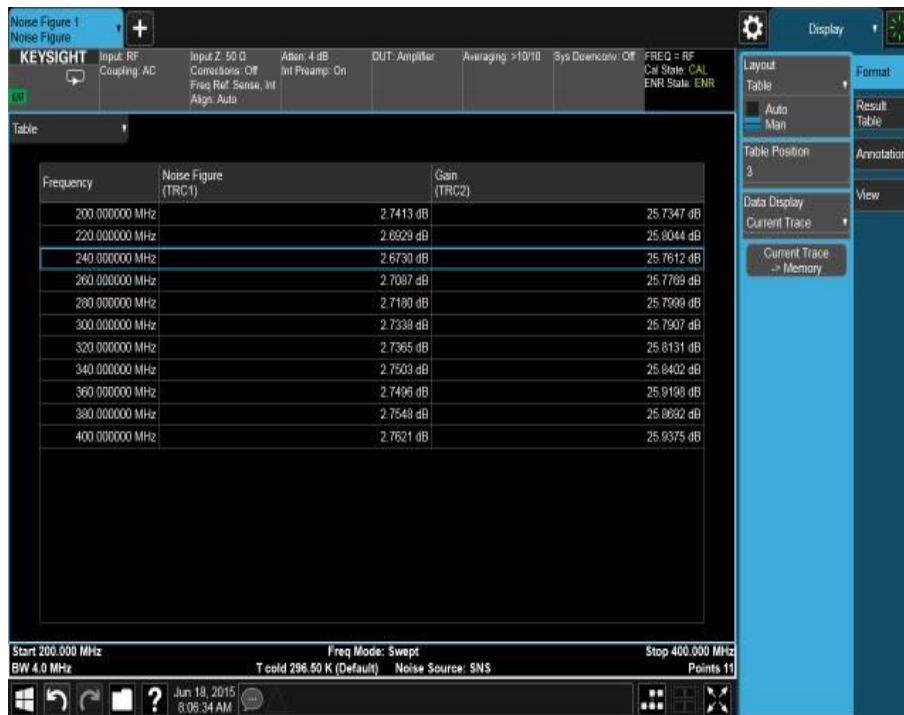 Noise Figure 1
Noise Figure
+
Display
KEYSIGHT
Input: RF
Coupling: AC
Input Z: 50 Ω
Corrections: Off
Freq Ref: Sense, Int
Align: Auto
Atten: 4 dB
Int Preamp: On
DUT: Amplifier
Averaging: >10/10
Sys Downconv: Off
FREQ = RF
Cal State: CAL
ENR State: ENR
Table
Frequency Noise Figure (TRC1) Gain (TRC2)
200.000000 MHz 2.7413 dB 25.7347 dB
220.000000 MHz 2.6929 dB 25.8044 dB
240.000000 MHz 2.6730 dB 25.7612 dB
260.000000 MHz 2.7087 dB 25.7769 dB
280.000000 MHz 2.7180 dB 25.7999 dB
300.000000 MHz 2.7338 dB 25.7907 dB
320.000000 MHz 2.7365 dB 25.8131 dB
340.000000 MHz 2.7503 dB 25.8402 dB
360.000000 MHz 2.7496 dB 25.9198 dB
380.000000 MHz 2.7548 dB 25.8692 dB
400.000000 MHz 2.7621 dB 25.9375 dB
Start 200.000 MHz Freq Mode: Swept Stop 400.000 MHz
BW 4.0 MHz T cold 296.50 K (Default) Noise Source: SNS Points 11
?
Jun 18, 2015
8:06:34 AM
Layout
Table
Auto
Man
Table Position
3
Data Display
Current Trace
Current Trace
-> Memory
Format
Result
Table
Annotation
View